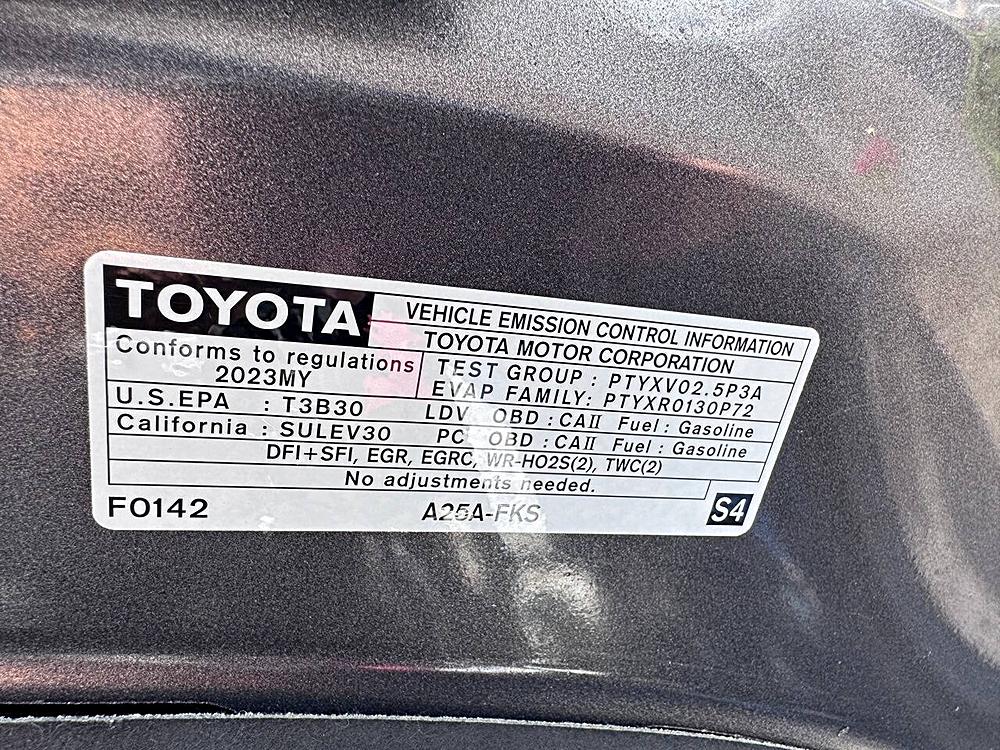 TOYOTA VEHICLE EMISSION CONTROL INFORMATION
TOYOTA MOTOR CORPORATION
Conforms to regulations
2023MY
TEST GROUP : PTYXV02.5P3A
EVAP FAMILY: PTYXR0130P72
U.S.EPA : T3B30 LDV OBD : CAII Fuel : Gasoline
California : SULEV30 PC OBD : CAII Fuel : Gasoline
DFI+SFI, EGR, EGRC, WR-HO2S(2), TWC(2)
No adjustments needed.
F0142 A25A-FKS S4